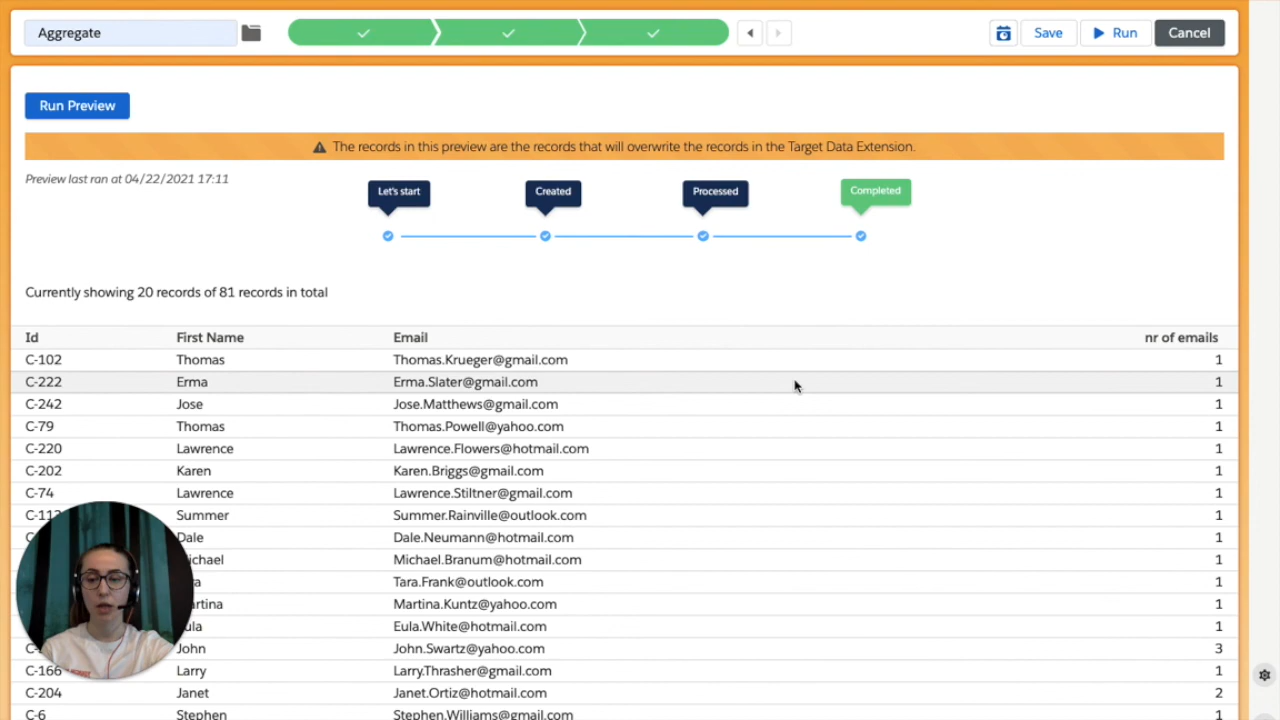 Aggregate
Save
Run
Cancel
Run Preview
The records in this preview are the records that will overwrite the records in the Target Data Extension.
Preview last ran at 04/22/2021 17:11
Let's start
Created
Processed
Completed
Currently showing 20 records of 81 records in total
Id First Name Email nr of emails
C-102 Thomas Thomas.Krueger@gmail.com 1
C-222 Erma Erma.Slater@gmail.com 1
C-242 Jose Jose.Matthews@gmail.com 1
C-79 Thomas Thomas.Powell@yahoo.com 1
C-220 Lawrence Lawrence.Flowers@hotmail.com 1
C-202 Karen Karen.Briggs@gmail.com 1
C-74 Lawrence Lawrence.Stiltner@gmail.com 1
Summer Summer.Rainville@outlook.com 1
Dale Dale.Neumann@hotmail.com 1
Michael.Branum@hotmail.com 1
Tara.Frank@outlook.com 1
Martina.Kuntz@yahoo.com 1
Eula.White@hotmail.com 1
John John.Swartz@yahoo.com 3
C-166 Larry Larry.Thrasher@gmail.com 1
C-204 Janet Janet.Ortiz@hotmail.com 2
C-6 Stephen Stephen.Williams@gmail.com 1